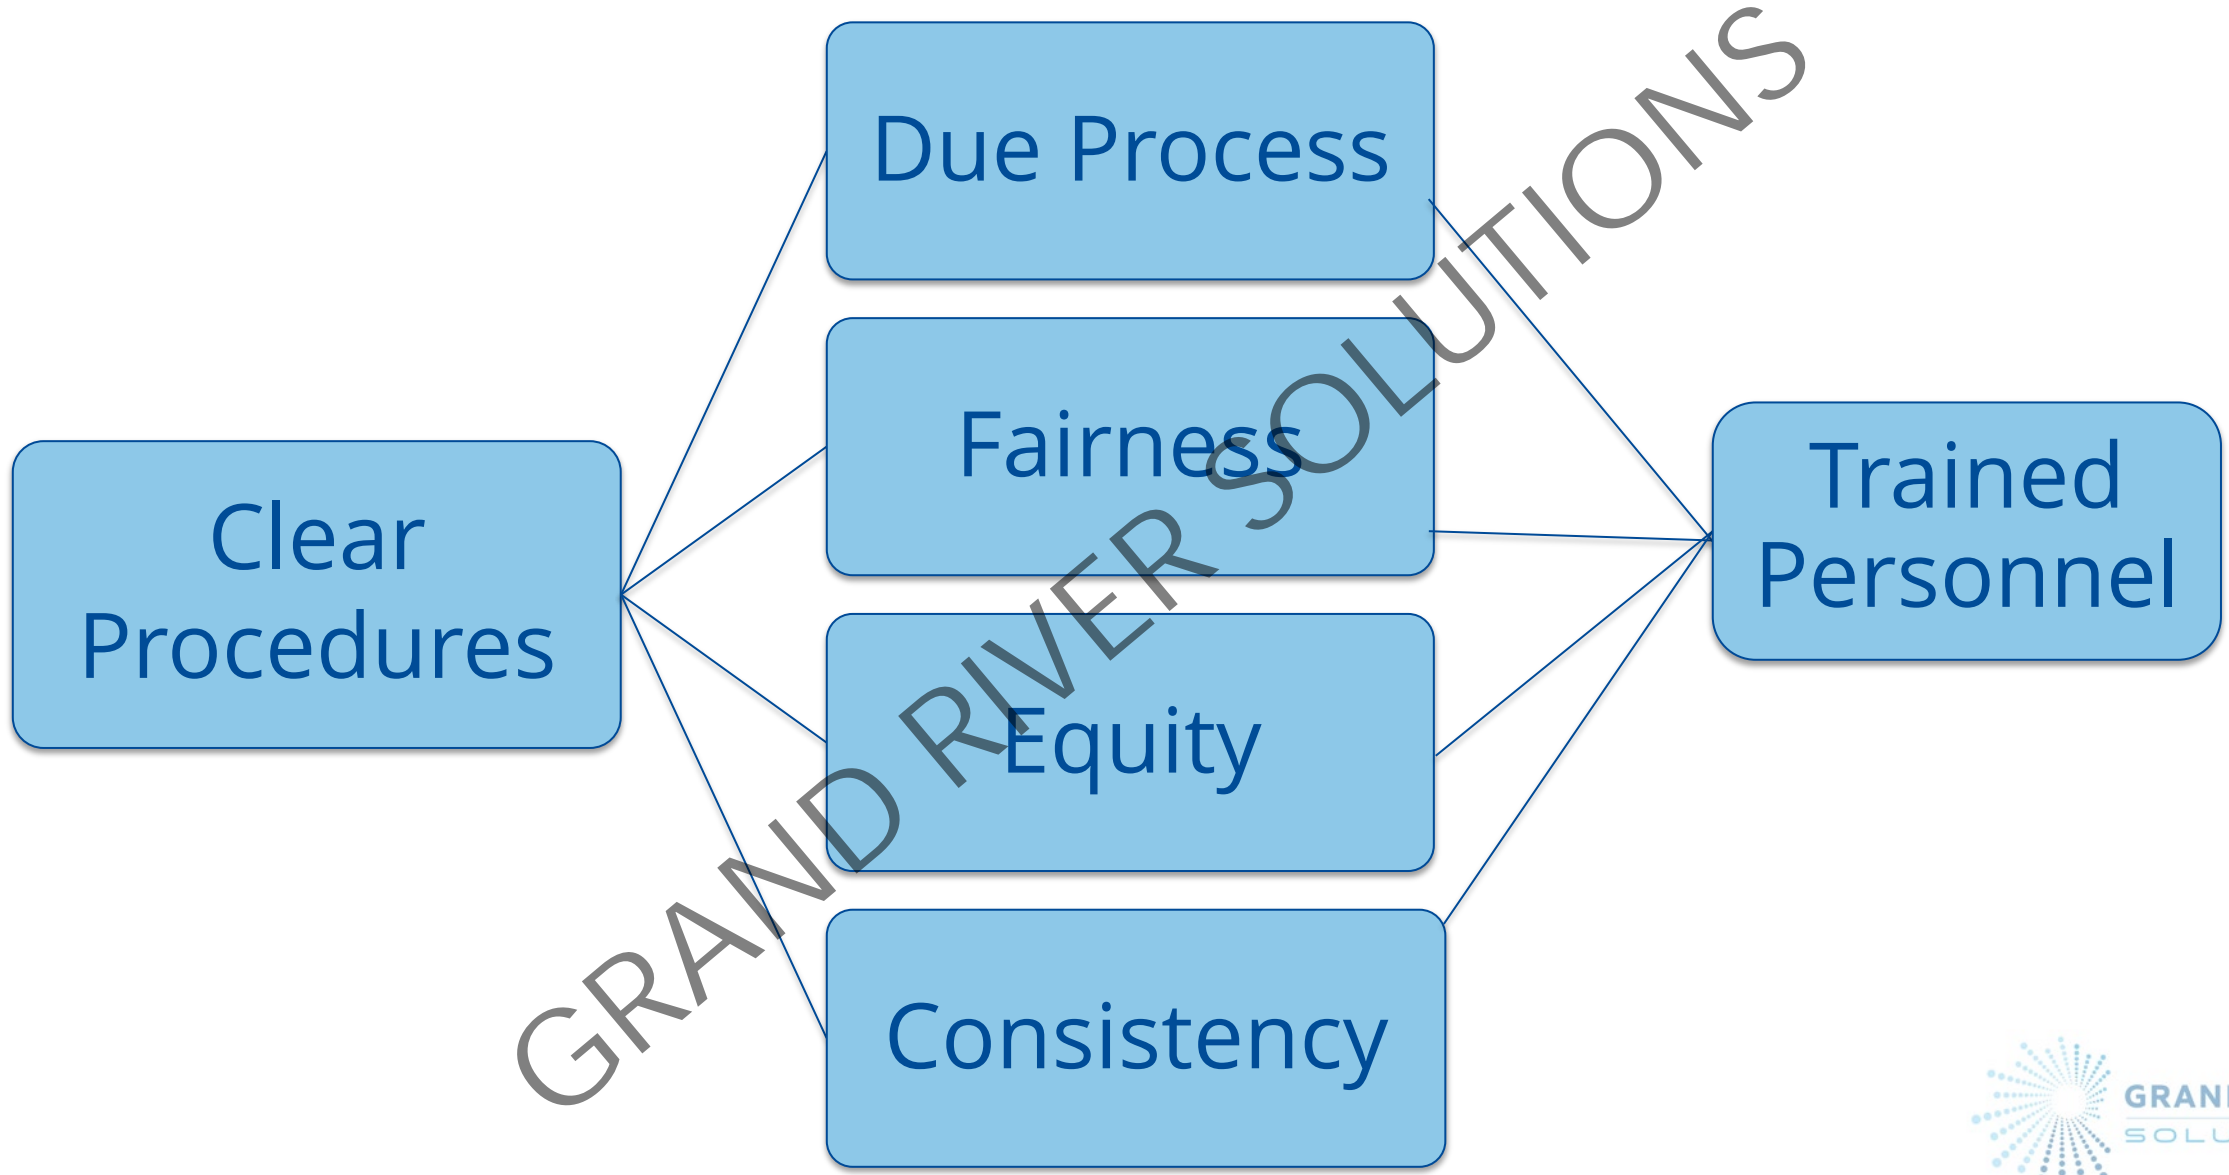 Clear
Procedures
Due Process
Fairness
Equity
Consistency
Trained
Personnel
GRAND RIVER SOLUTIONS